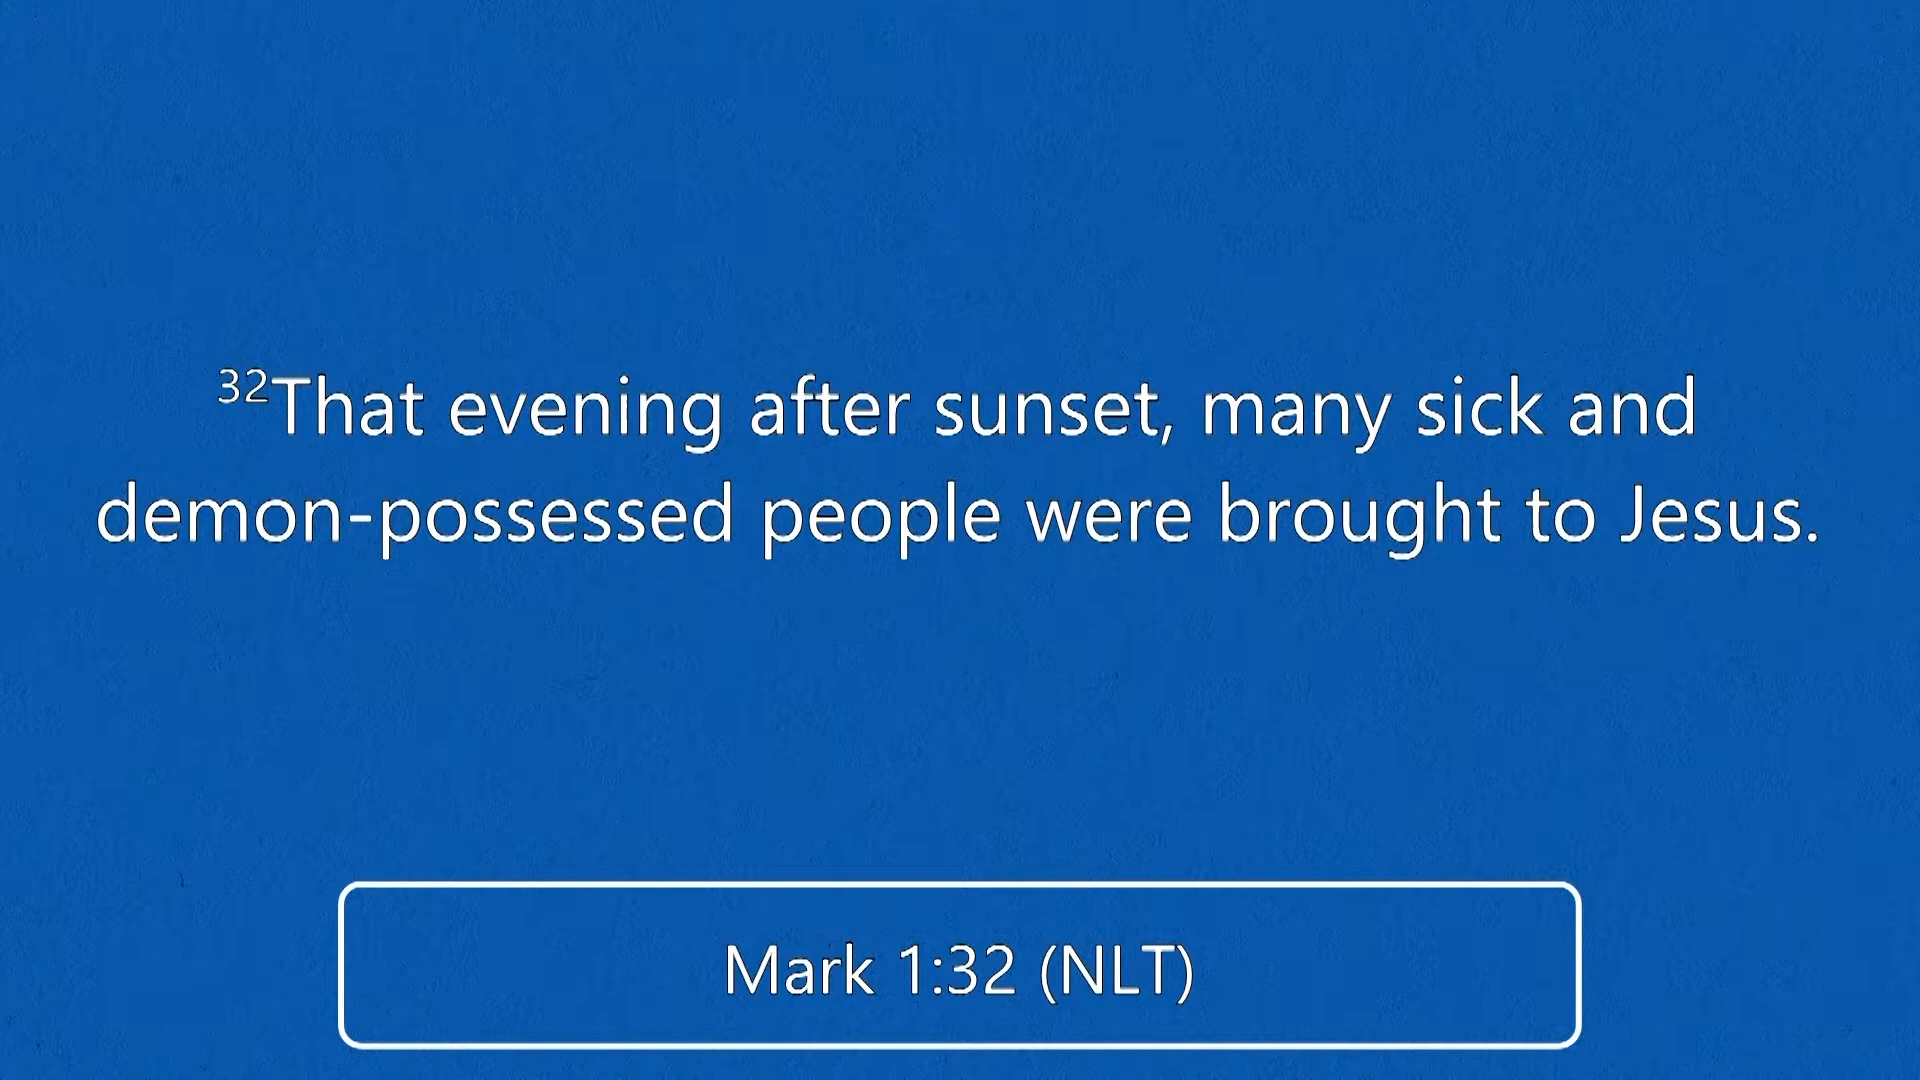 32That evening after sunset, many sick and
demon-possessed people were brought to Jesus.
Mark 1:32 (NLT)